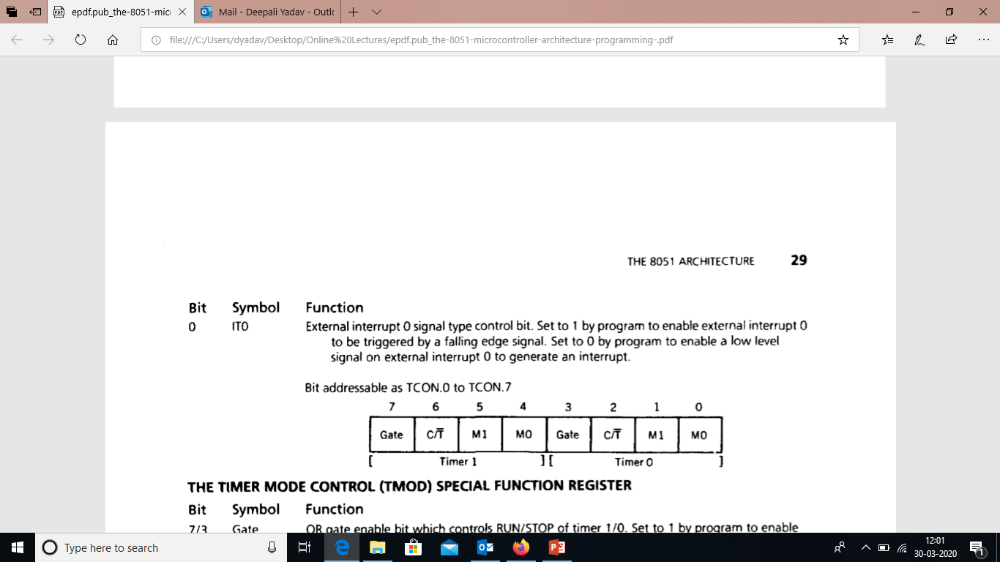 epdf.pub_the-8051-mic
Mail - Deepali Yadav - Outl
file:///C:/Users/dyadav/Desktop/Online%20Lectures/epdf.pub_the-8051-microcontroller-architecture-programming-.pdf
THE 8051 ARCHITECTURE 29
Bit Symbol Function
0 IT0 External interrupt 0 signal type control bit. Set to 1 by program to enable external interrupt 0
to be triggered by a falling edge signal. Set to 0 by program to enable a low level
signal on external interrupt 0 to generate an interrupt.
Bit addressable as TCON.0 to TCON.7
7 6 5 4 3 2 1 0
Gate C/T̅ M1 M0 Gate C/T̅ M1 M0
[ Timer 1 ] [ Timer 0 ]
THE TIMER MODE CONTROL (TMOD) SPECIAL FUNCTION REGISTER
Bit Symbol Function
7/3 Gate OR gate enable bit which controls RUN/STOP of timer 1/0. Set to 1 by program to enable
Type here to search
12:01
30-03-2020
1